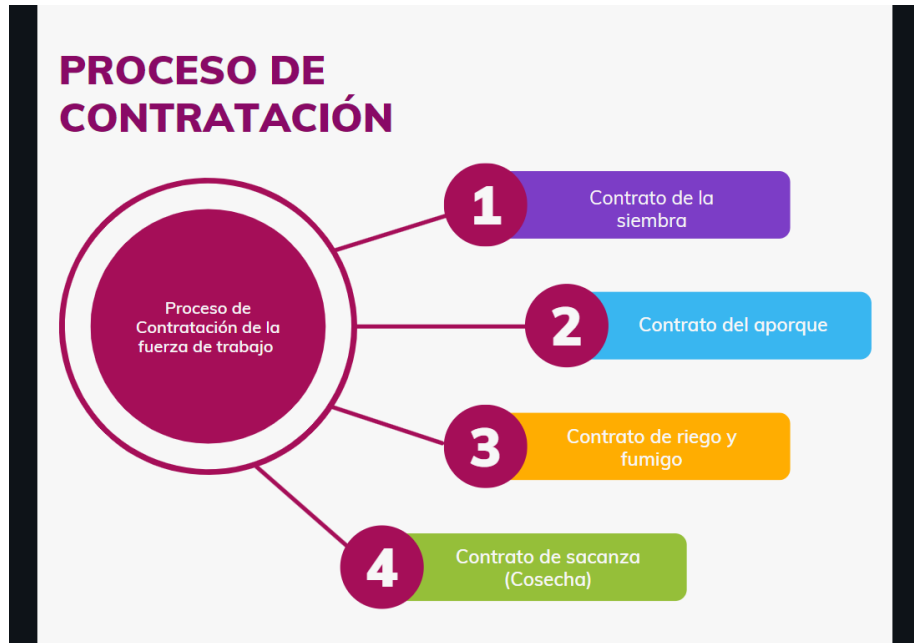 PROCESO DE
CONTRATACIÓN
Proceso de
Contratación de la
fuerza de trabajo
1
Contrato de la
siembra
2
Contrato del aporque
3
Contrato de riego y
fumigo
4
Contrato de sacanza
(Cosecha)